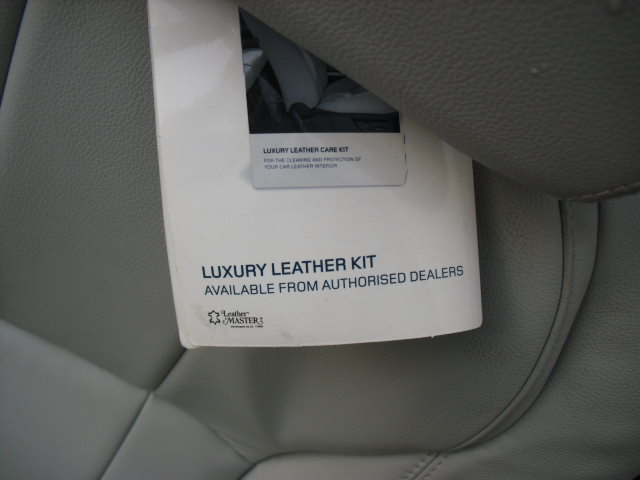 LUXURY LEATHER CARE KIT
FOR THE CLEANING AND PROTECTION OF
YOUR CAR LEATHER INTERIOR
LUXURY LEATHER KIT
AVAILABLE FROM AUTHORISED DEALERS
Leather
MASTER